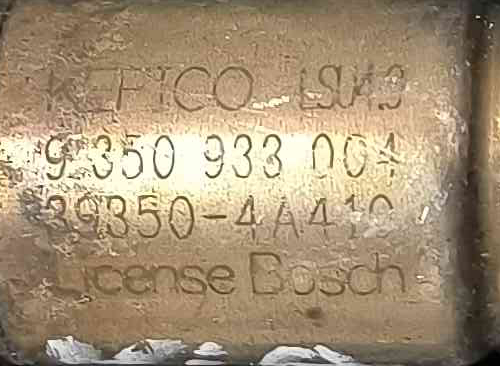 KEFICO LSU4.9
9 350 933 004
39350-4A410
License Bosch